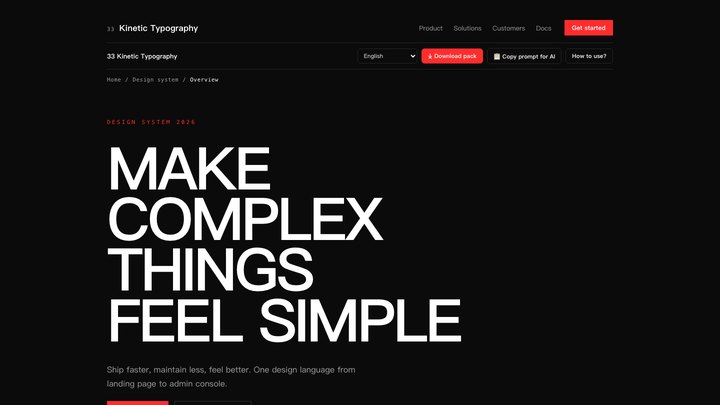 33 Kinetic Typography
Product Solutions Customers Docs Get started
33 Kinetic Typography
English Download pack Copy prompt for AI How to use?
Home / Design system / Overview
DESIGN SYSTEM 2026
MAKE
COMPLEX
THINGS
FEEL SIMPLE
Ship faster, maintain less, feel better. One design language from
landing page to admin console.